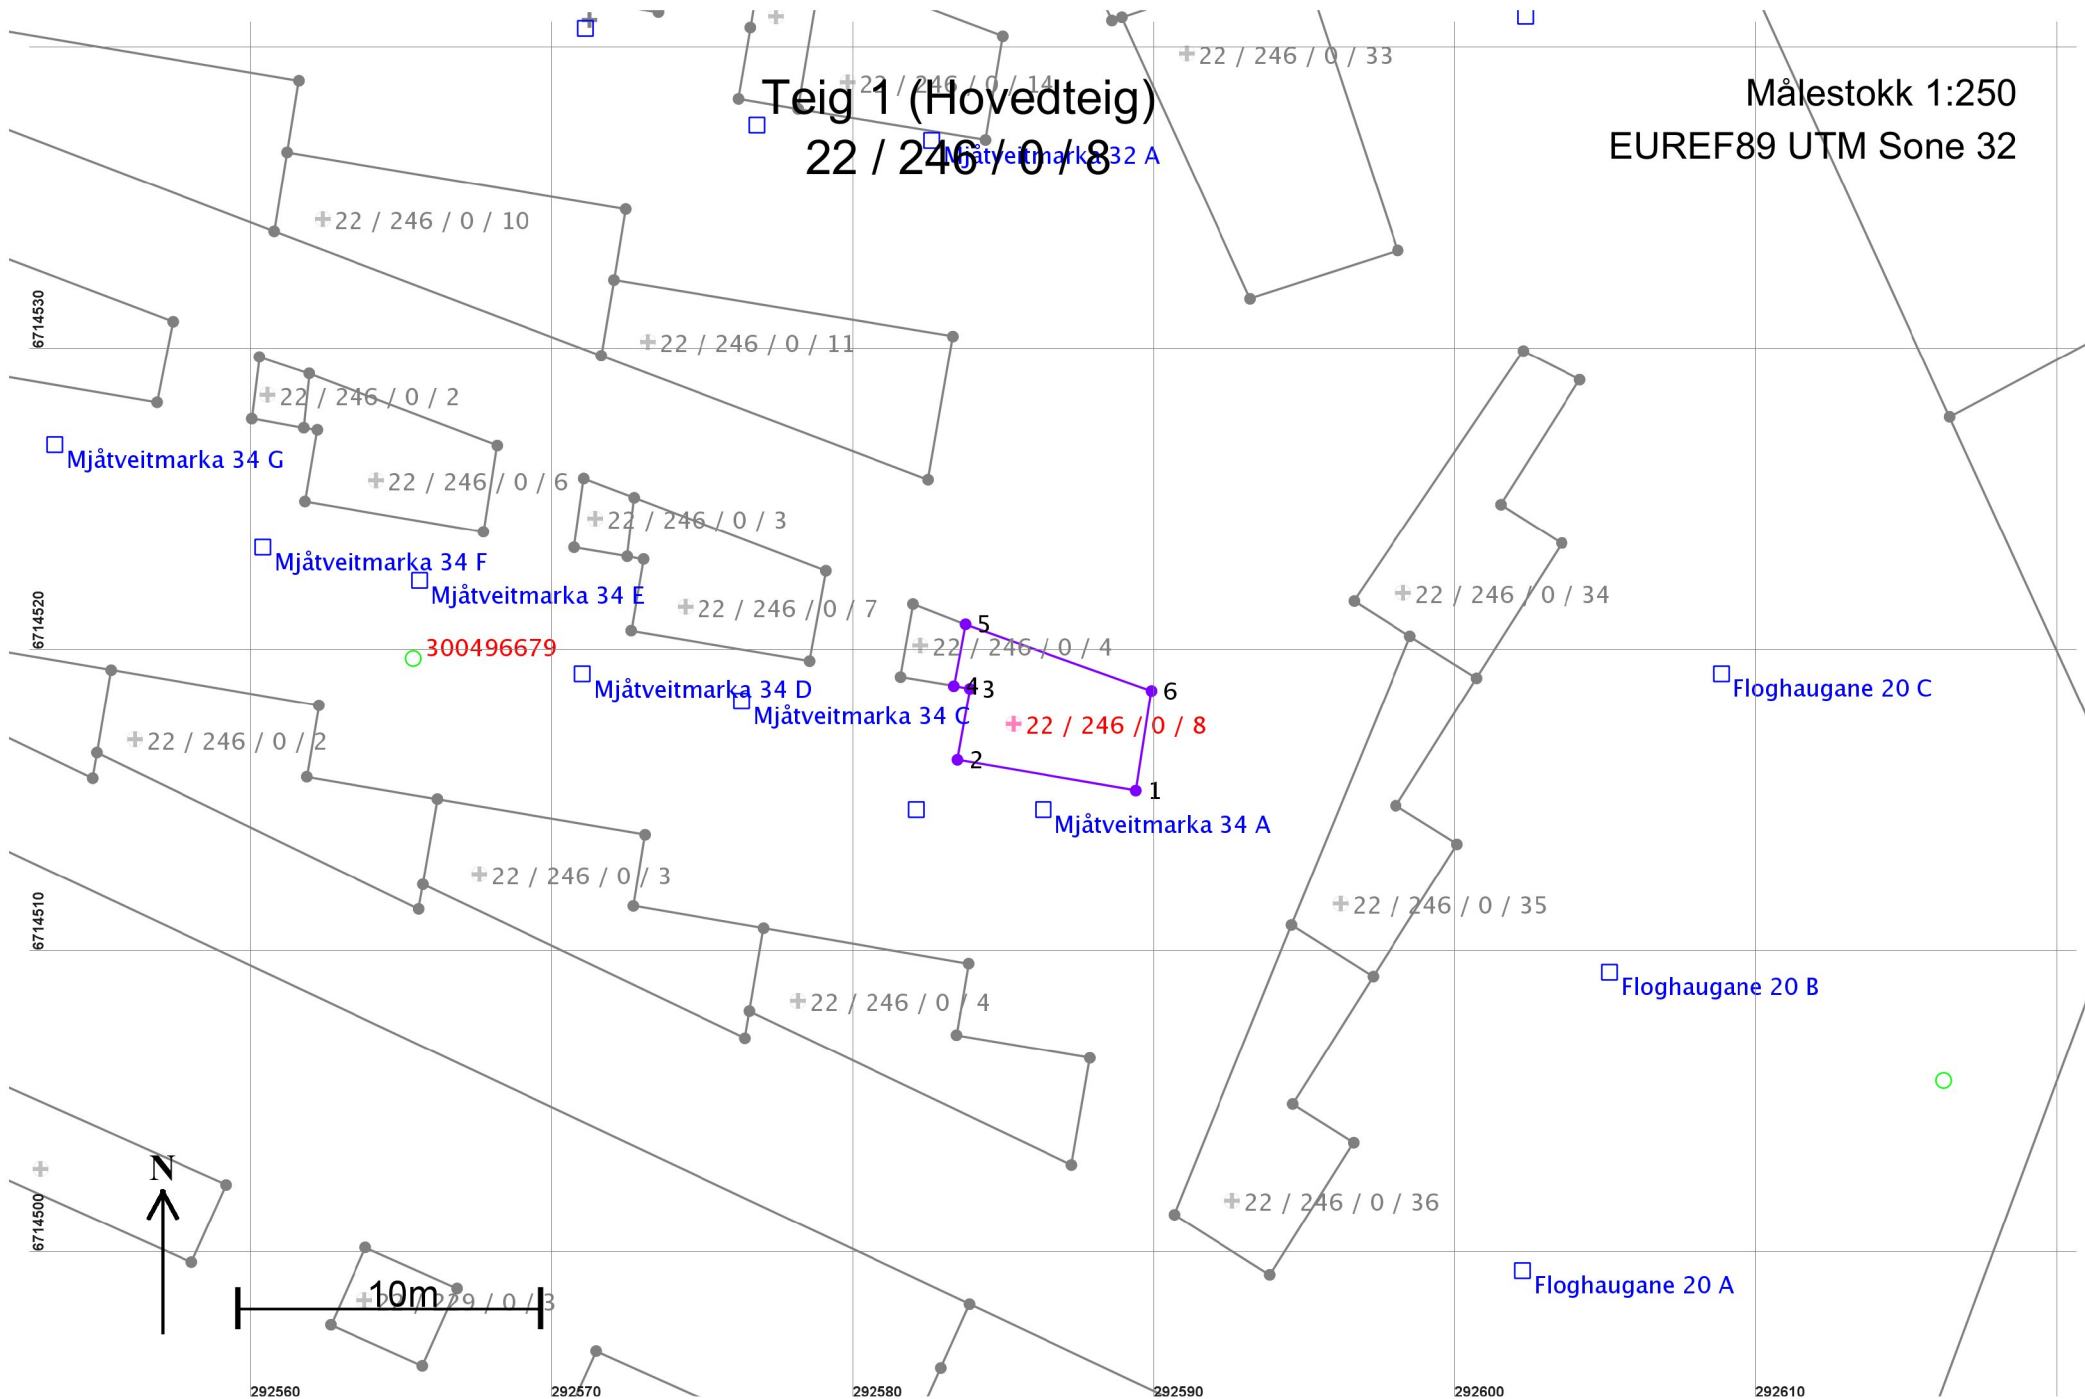 22 / 246 / 0 / 33
22 / 246 / 0 / 14
Teig 1 (Hovedteig)
22 / 246 / 0 / 8
Målestokk 1:250
EUREF89 UTM Sone 32
Mjåtveitmarka 32 A
22 / 246 / 0 / 10
6714530
22 / 246 / 0 / 11
22 / 246 / 0 / 2
Mjåtveitmarka 34 G
22 / 246 / 0 / 6
22 / 246 / 0 / 3
Mjåtveitmarka 34 F
Mjåtveitmarka 34 E
22 / 246 / 0 / 7
22 / 246 / 0 / 34
6714520
5
300496679
22 / 246 / 0 / 4
Mjåtveitmarka 34 D
4
3
6
Floghaugane 20 C
Mjåtveitmarka 34 C
22 / 246 / 0 / 8
22 / 246 / 0 / 2
2
1
Mjåtveitmarka 34 A
22 / 246 / 0 / 3
22 / 246 / 0 / 35
6714510
Floghaugane 20 B
22 / 246 / 0 / 4
N
22 / 246 / 0 / 36
6714500
Floghaugane 20 A
10m
22 / 229 / 0 / 3
292560
292570
292580
292590
292600
292610